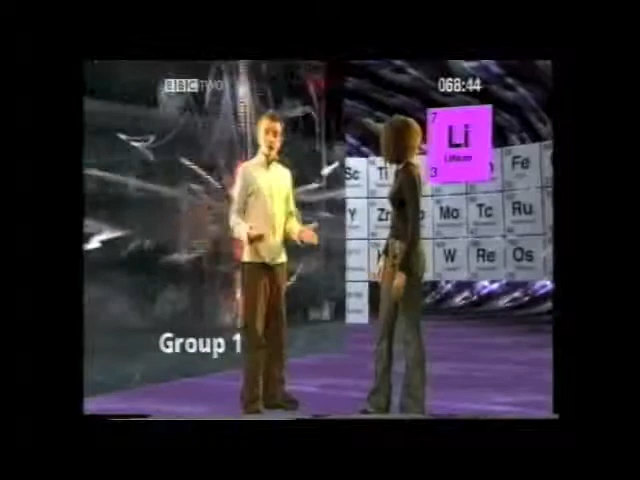 BBC TWO
068:44
7
Li
Lithium
3
Sc Ti Fe
Y Zr Mo Tc Ru
W Re Os
Group 1